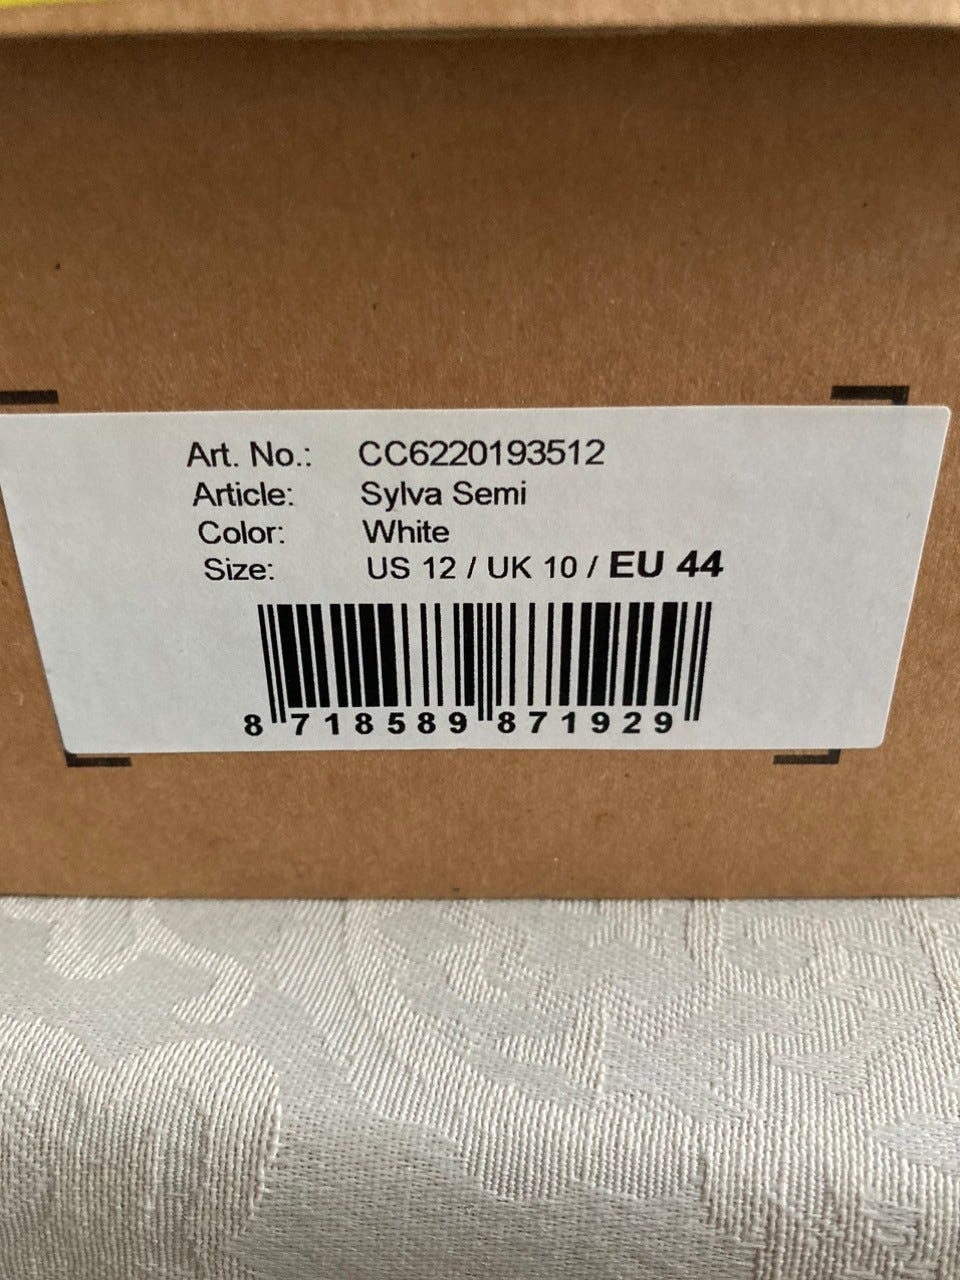 Art. No.: CC6220193512
Article: Sylva Semi
Color: White
Size: US 12 / UK 10 / EU 44
8 718589 871929